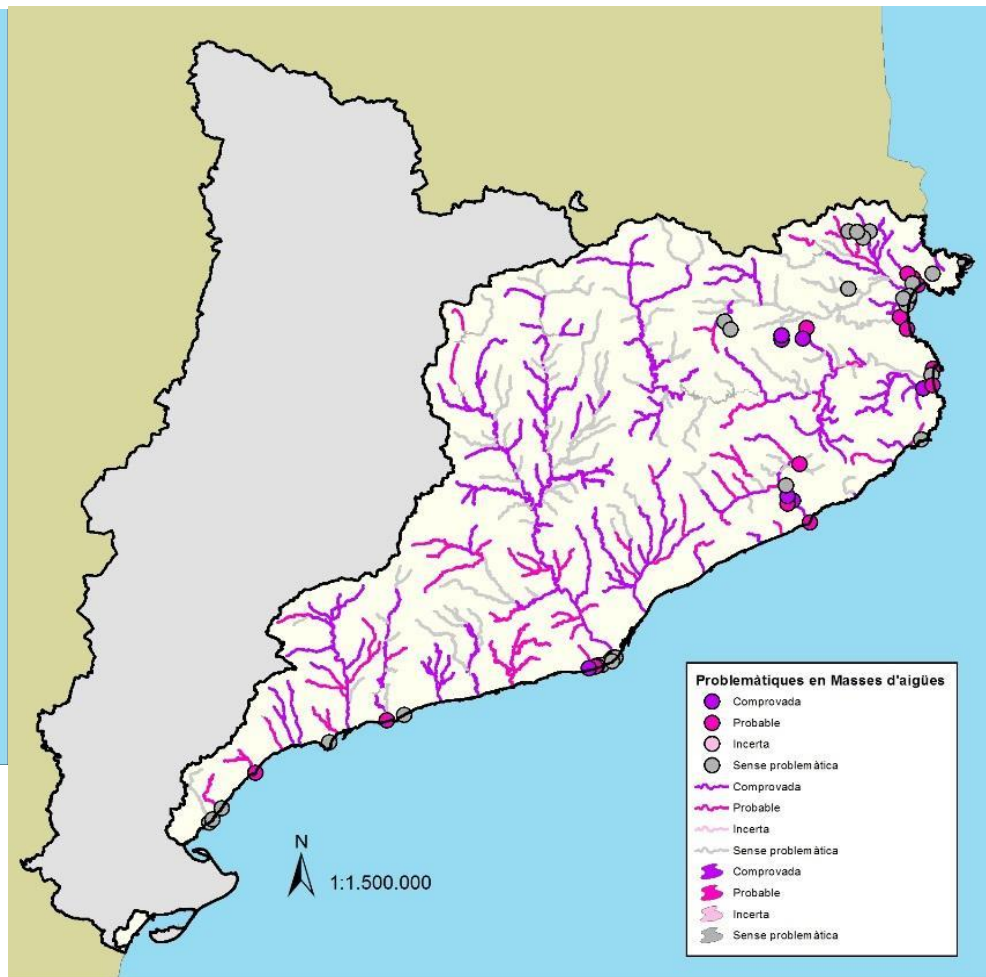 Problemàtiques en Masses d'aigües
Comprovada
Probable
Incerta
Sense problemàtica
Comprovada
Probable
Incerta
Sense problemàtica
Comprovada
Probable
Incerta
Sense problemàtica
N
1:1.500.000